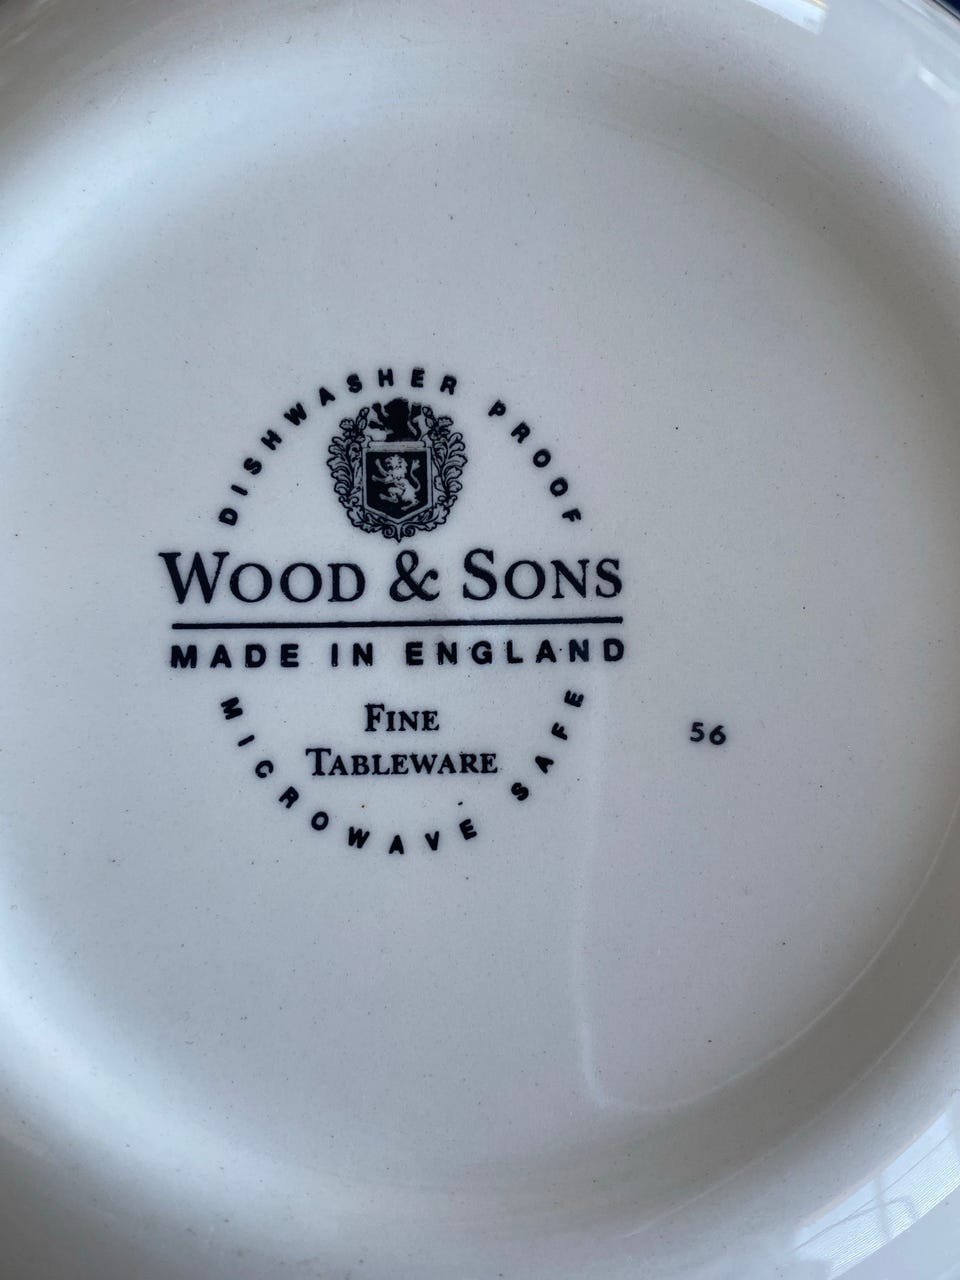 DISHWASHER PROOF
WOOD & SONS
MADE IN ENGLAND
FINE
TABLEWARE
MICROWAVE SAFE
56